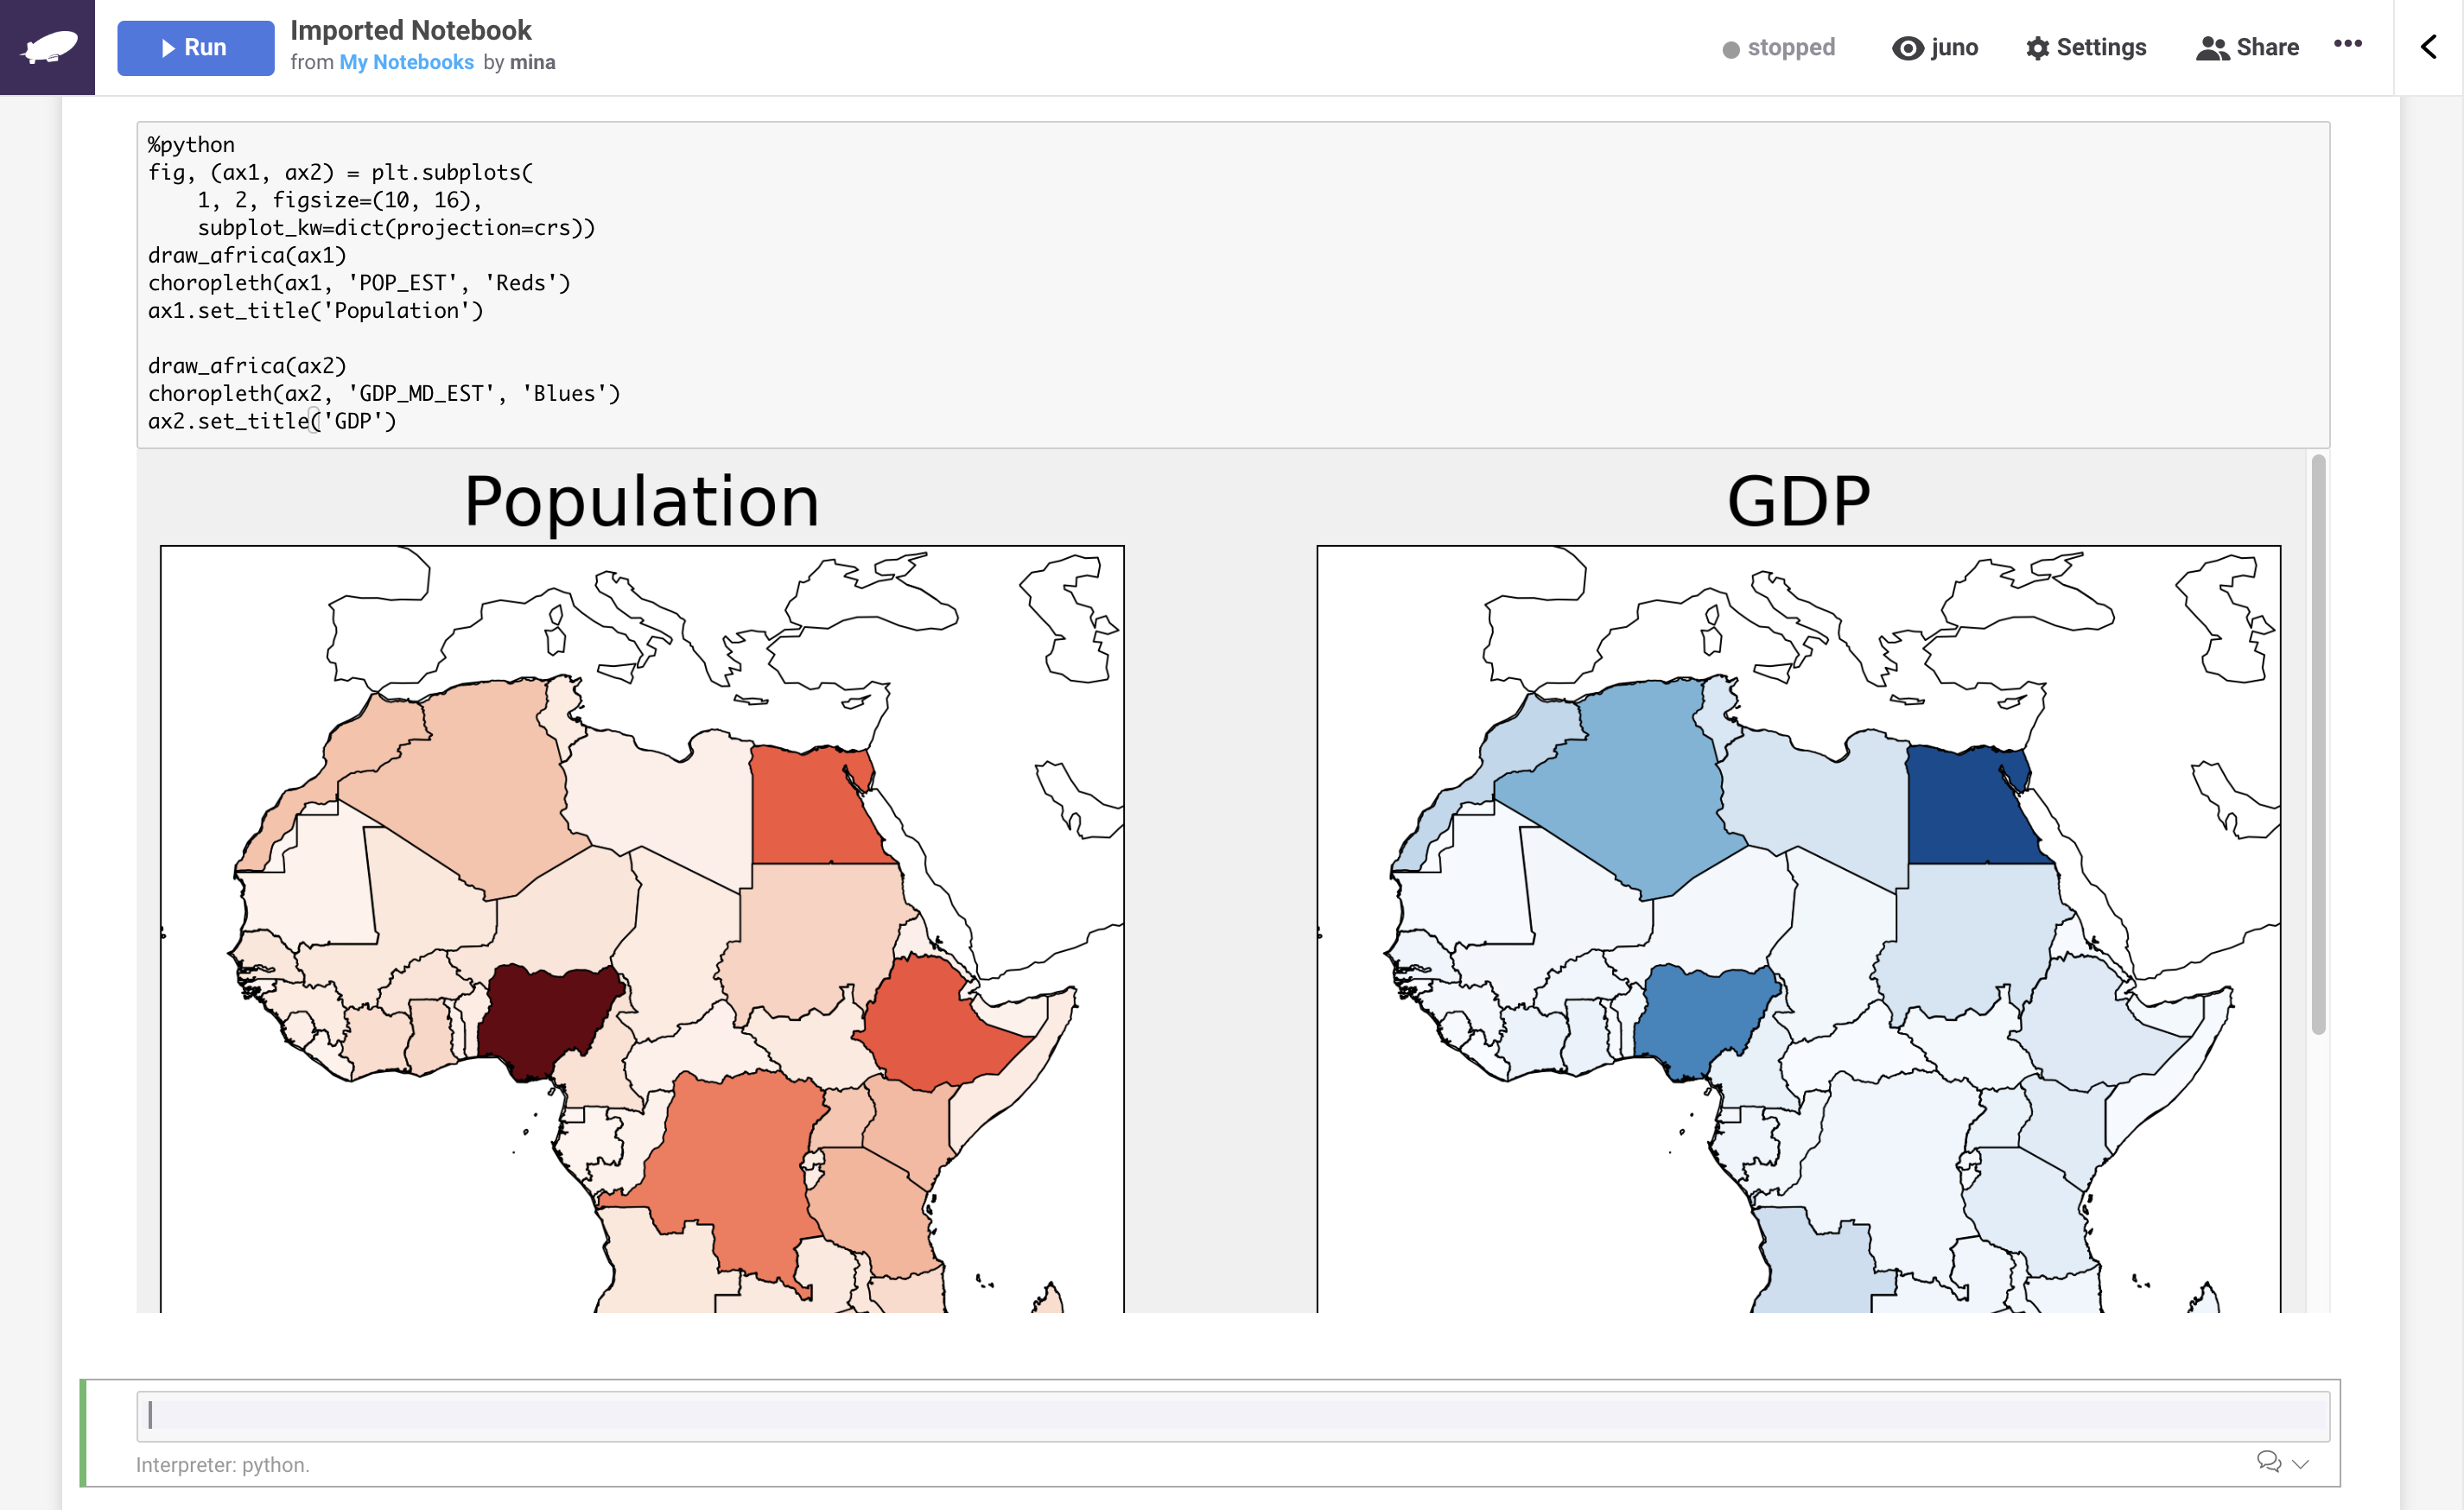 Run
Imported Notebook
from My Notebooks by mina
stopped
juno
Settings
Share
%python
fig, (ax1, ax2) = plt.subplots(
    1, 2, figsize=(10, 16),
    subplot_kw=dict(projection=crs))
draw_africa(ax1)
choropleth(ax1, 'POP_EST', 'Reds')
ax1.set_title('Population')
draw_africa(ax2)
choropleth(ax2, 'GDP_MD_EST', 'Blues')
ax2.set_title('GDP')
Population
GDP
Interpreter: python.